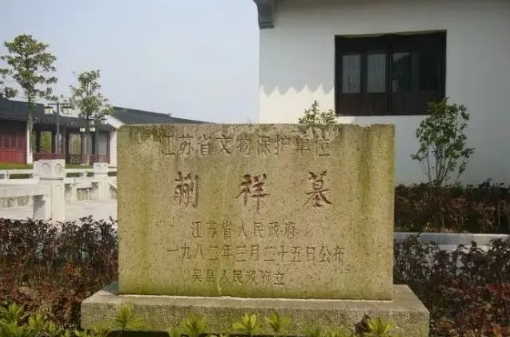 江苏省文物保护单位
蒯祥墓
江苏省人民政府
一九八二年三月二十五日公布
吴县人民政府立